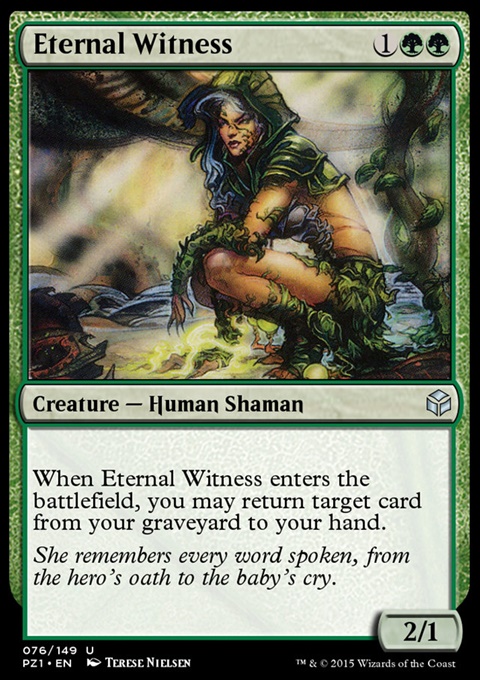 Eternal Witness 1
Creature — Human Shaman
When Eternal Witness enters the
battlefield, you may return target card
from your graveyard to your hand.
She remembers every word spoken, from
the hero's oath to the baby's cry.
2/1
076/149 U
PZ1 • EN Terese Nielsen
™ & © 2015 Wizards of the Coast